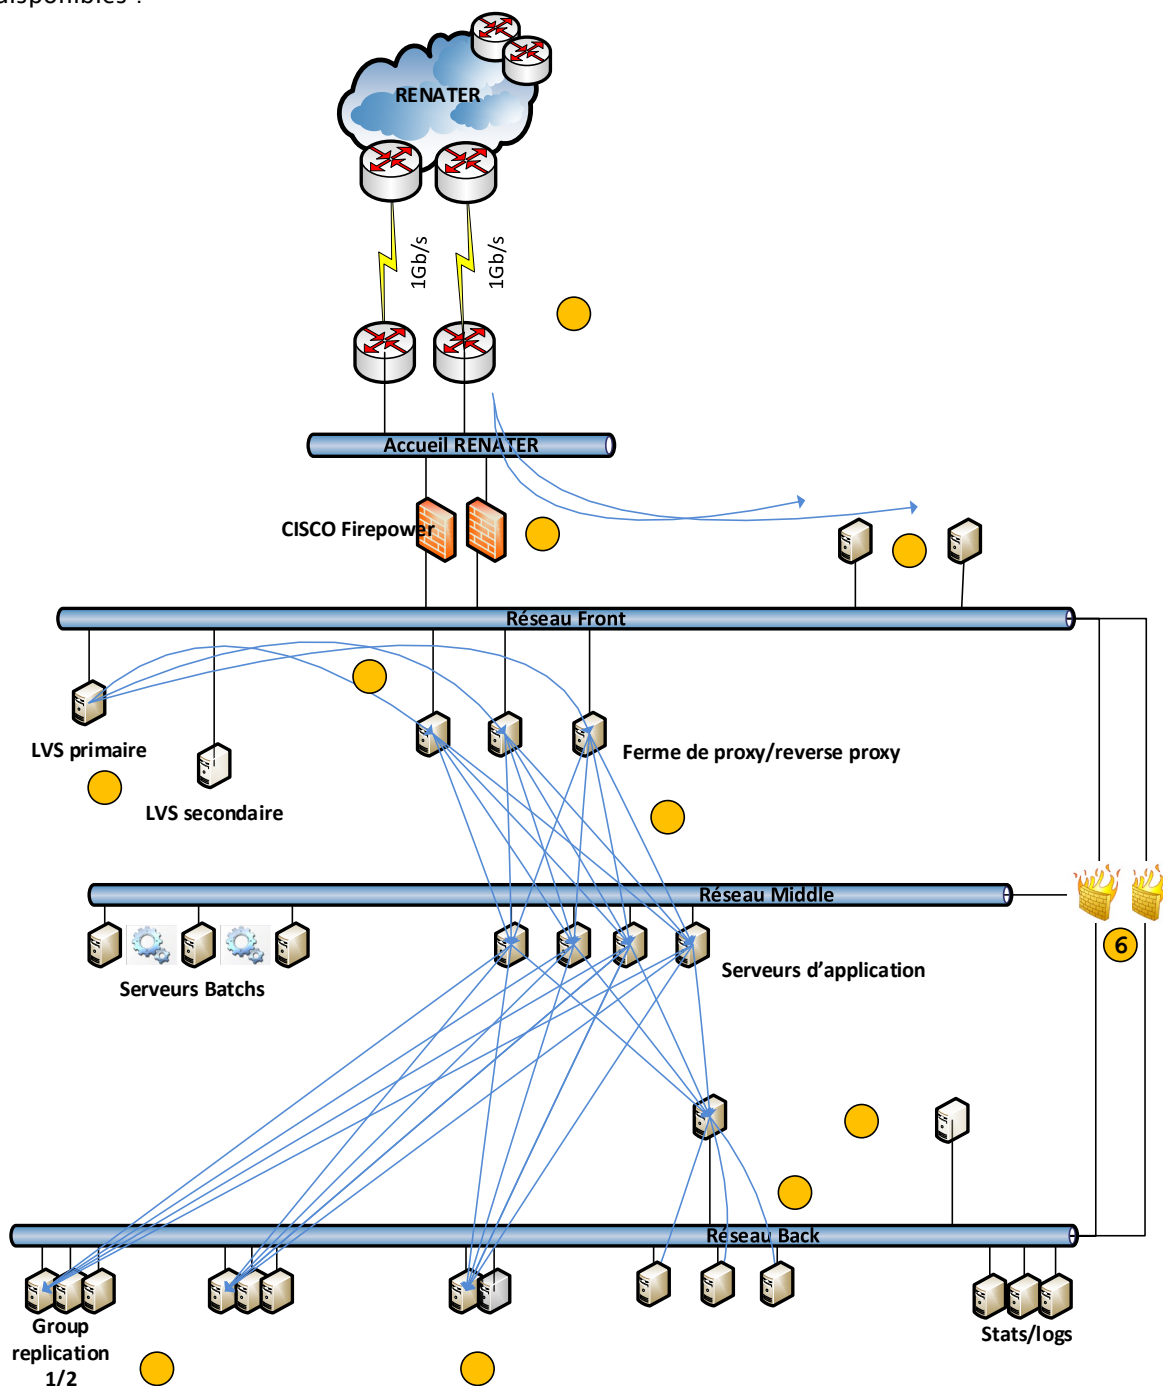 disponibles :
RENATER
1Gb/s
1Gb/s
Accueil RENATER
CISCO Firepower
Réseau Front
LVS primaire
Ferme de proxy/reverse proxy
LVS secondaire
Réseau Middle
6
Serveurs d'application
Serveurs Batchs
Réseau Back
Group
replication
1/2
Stats/logs